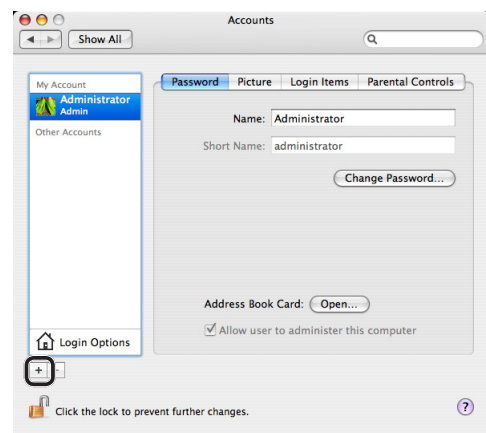 Accounts
Show All
My Account
Administrator
Admin
Other Accounts
Login Options
Password Picture Login Items Parental Controls
Name: Administrator
Short Name: administrator
Change Password...
Address Book Card: Open...
Allow user to administer this computer
+ -
Click the lock to prevent further changes.
?